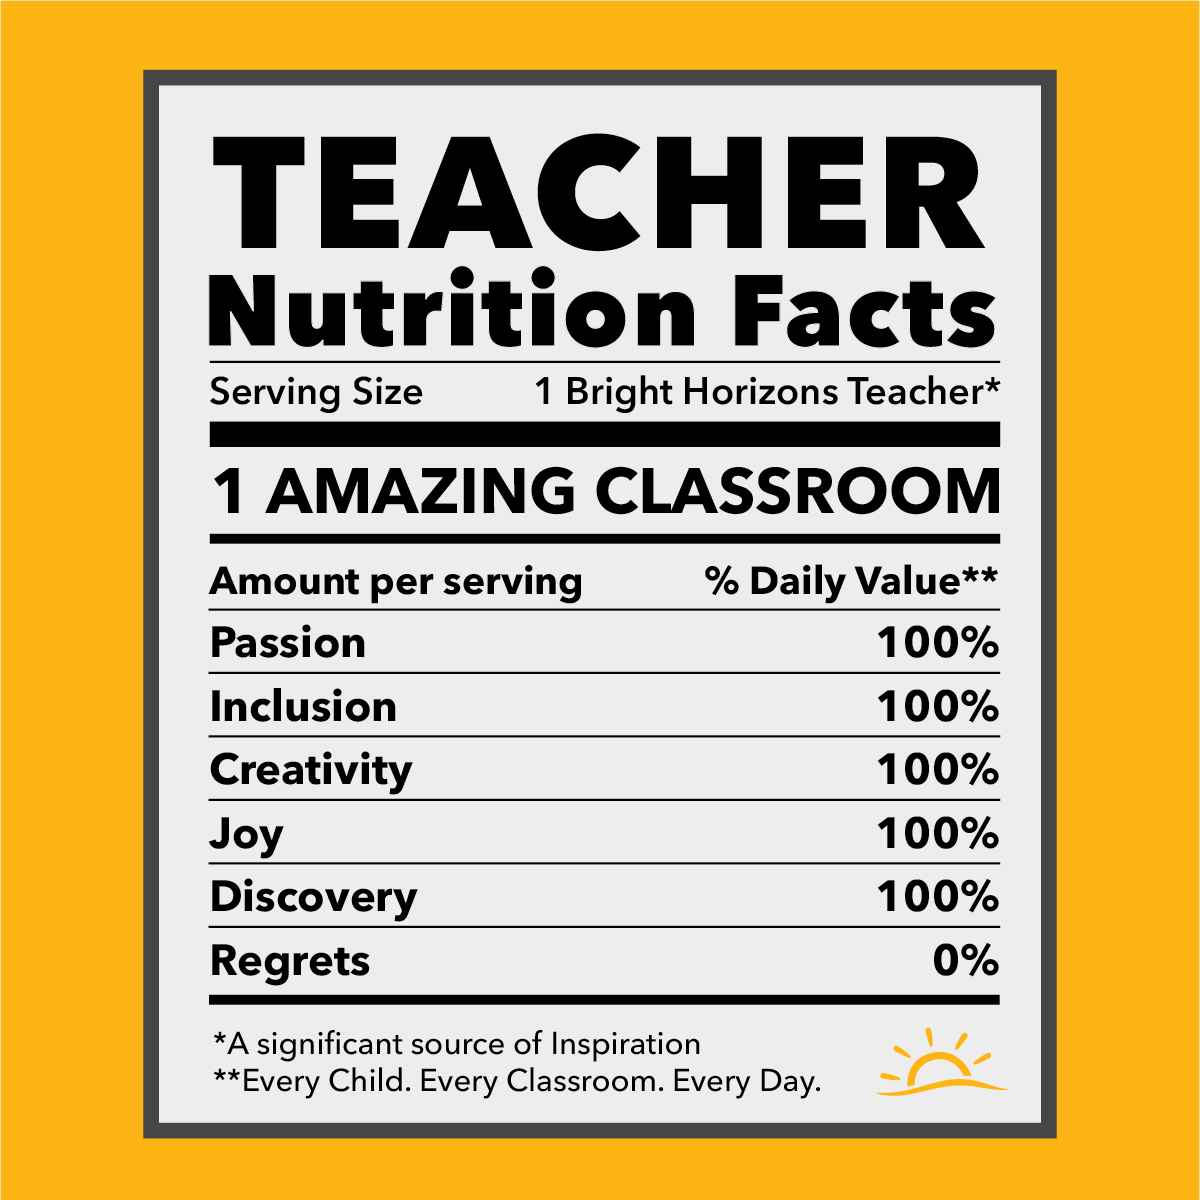 TEACHER
Nutrition Facts
Serving Size 1 Bright Horizons Teacher*
1 AMAZING CLASSROOM
Amount per serving % Daily Value**
Passion 100%
Inclusion 100%
Creativity 100%
Joy 100%
Discovery 100%
Regrets 0%
*A significant source of Inspiration
**Every Child. Every Classroom. Every Day.